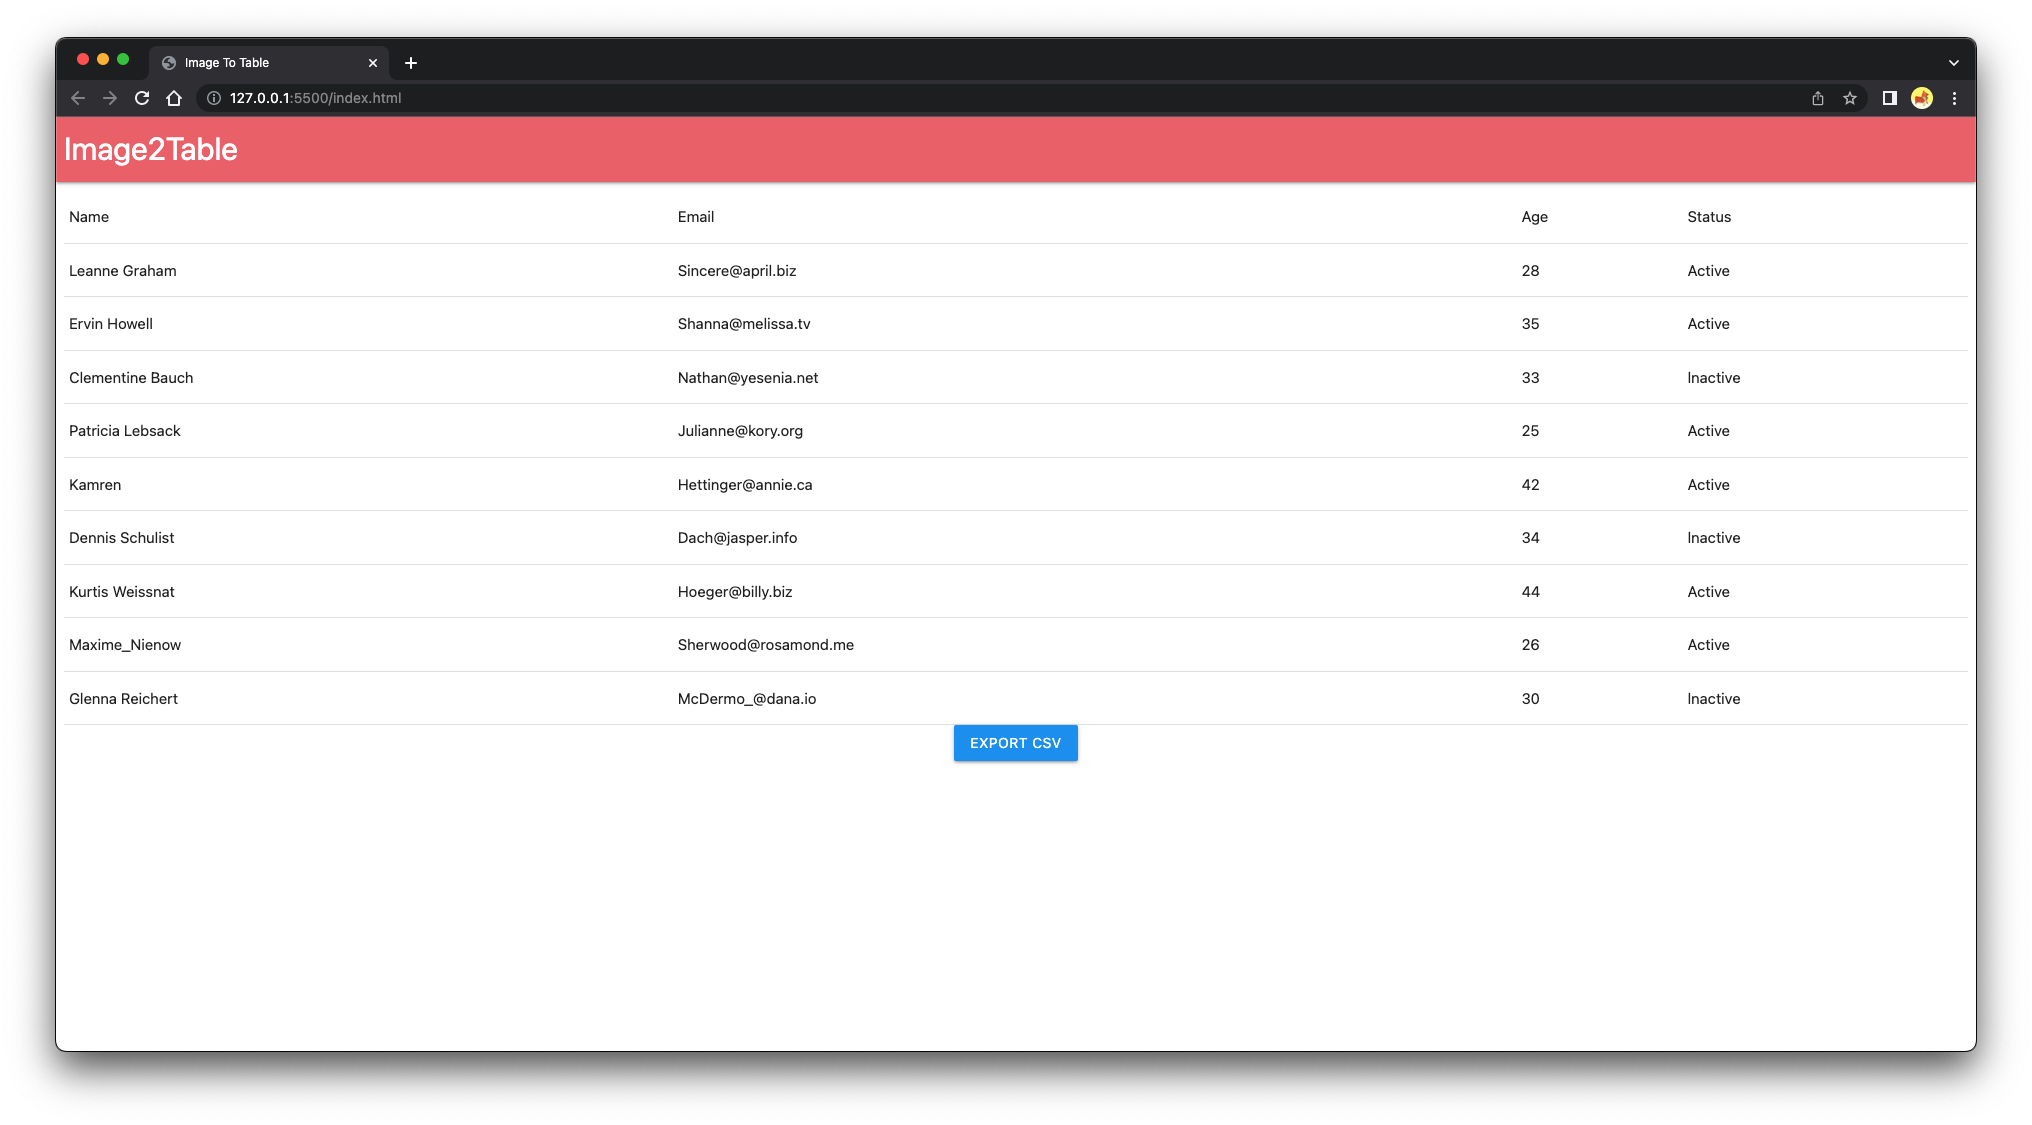 Image To Table
127.0.0.1:5500/index.html
Image2Table
Name Email Age Status
Leanne Graham Sincere@april.biz 28 Active
Ervin Howell Shanna@melissa.tv 35 Active
Clementine Bauch Nathan@yesenia.net 33 Inactive
Patricia Lebsack Julianne@kory.org 25 Active
Kamren Hettinger@annie.ca 42 Active
Dennis Schulist Dach@jasper.info 34 Inactive
Kurtis Weissnat Hoeger@billy.biz 44 Active
Maxime_Nienow Sherwood@rosamond.me 26 Active
Glenna Reichert McDermo_@dana.io 30 Inactive
EXPORT CSV